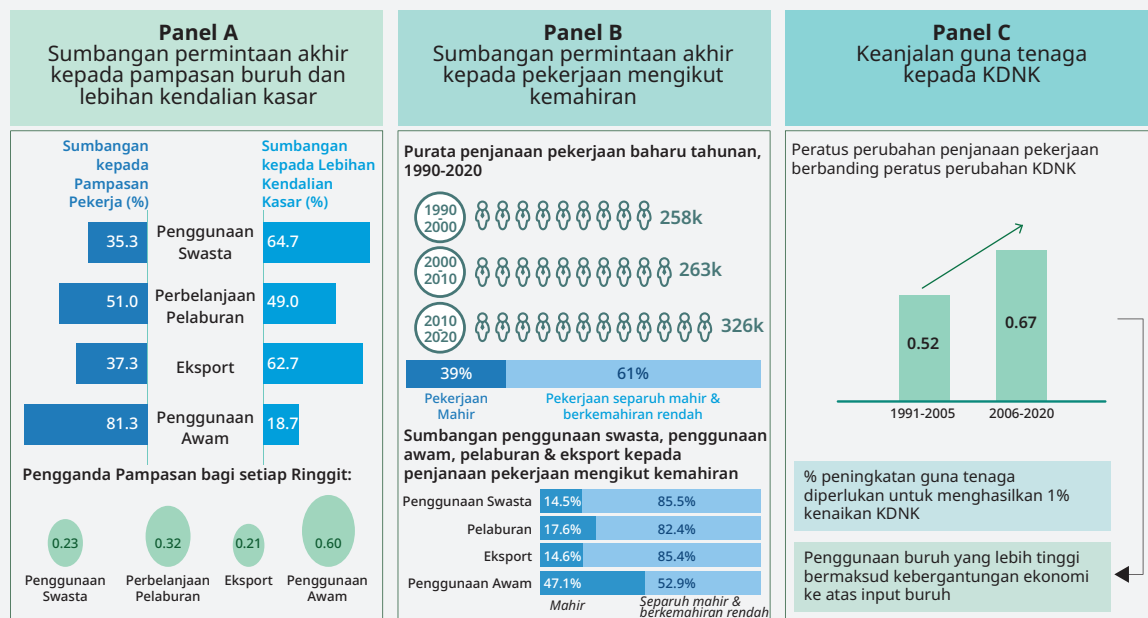 Panel A
Sumbangan permintaan akhir
kepada pampasan buruh dan
lebihan kendalian kasar
Sumbangan
kepada
Pampasan
Pekerja (%)
Sumbangan
kepada Lebihan
Kendalian
Kasar (%)
35.3
Penggunaan
Swasta
64.7
51.0
Perbelanjaan
Pelaburan
49.0
37.3
Eksport
62.7
81.3
Penggunaan
Awam
18.7
Pengganda Pampasan bagi setiap Ringgit:
0.23
0.32
0.21
0.60
Penggunaan
Swasta
Perbelanjaan
Pelaburan
Eksport
Penggunaan
Awam
Panel B
Sumbangan permintaan akhir
kepada pekerjaan mengikut
kemahiran
Purata penjanaan pekerjaan baharu tahunan,
1990-2020
1990
-
2000
258k
2000
-
2010
263k
2010
-
2020
326k
39%
61%
Pekerjaan
Mahir
Pekerjaan separuh mahir &
berkemahiran rendah
Sumbangan penggunaan swasta, penggunaan
awam, pelaburan & eksport kepada
penjanaan pekerjaan mengikut kemahiran
Penggunaan Swasta 14.5% 85.5%
Pelaburan 17.6% 82.4%
Eksport 14.6% 85.4%
Penggunaan Awam 47.1% 52.9%
Mahir
Separuh mahir &
berkemahiran rendah
Panel C
Keanjalan guna tenaga
kepada KDNK
Peratus perubahan penjanaan pekerjaan
berbanding peratus perubahan KDNK
0.52
0.67
1991-2005
2006-2020
% peningkatan guna tenaga
diperlukan untuk menghasilkan 1%
kenaikan KDNK
Penggunaan buruh yang lebih tinggi
bermaksud kebergantungan ekonomi
ke atas input buruh